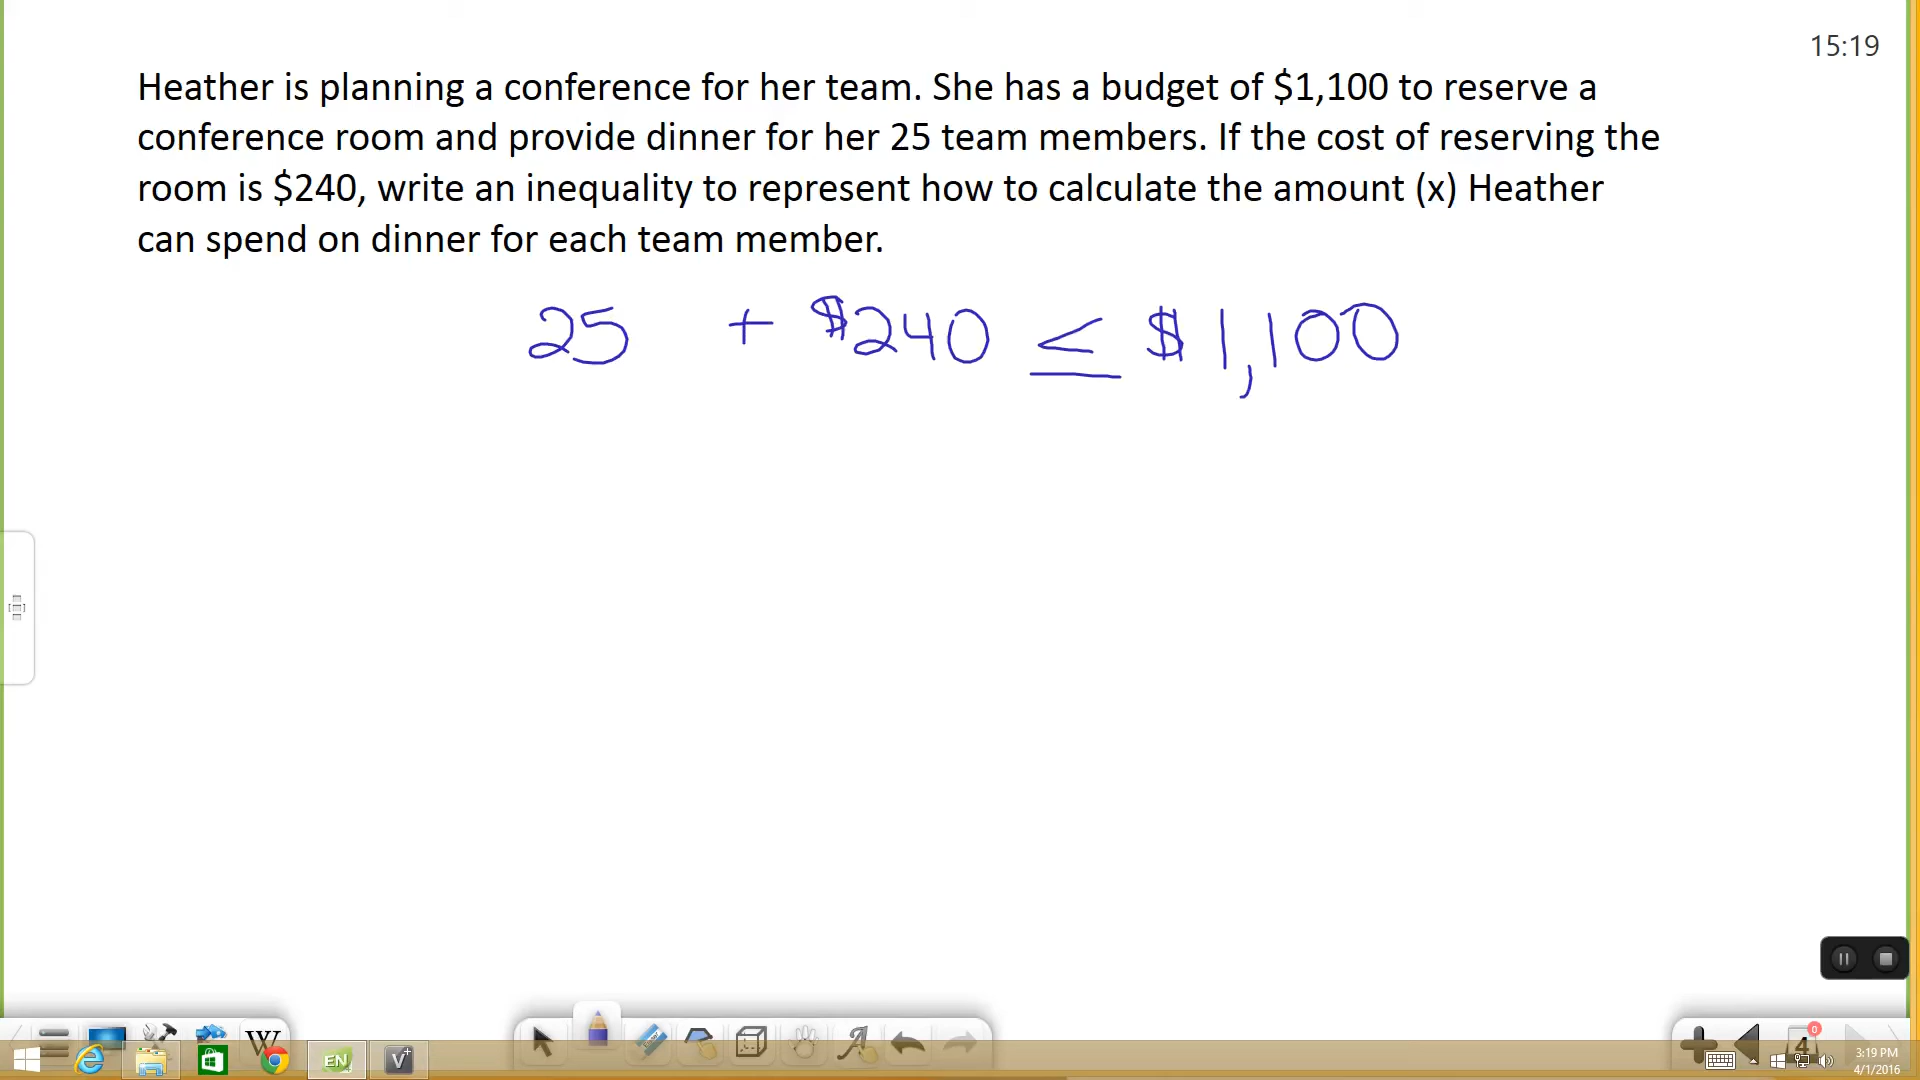 15:19
Heather is planning a conference for her team. She has a budget of $1,100 to reserve a
conference room and provide dinner for her 25 team members. If the cost of reserving the
room is $240, write an inequality to represent how to calculate the amount (x) Heather
can spend on dinner for each team member.
25 + $240 ≤ $1,100
W
EN
V+
0
4
3:19 PM
4/1/2016